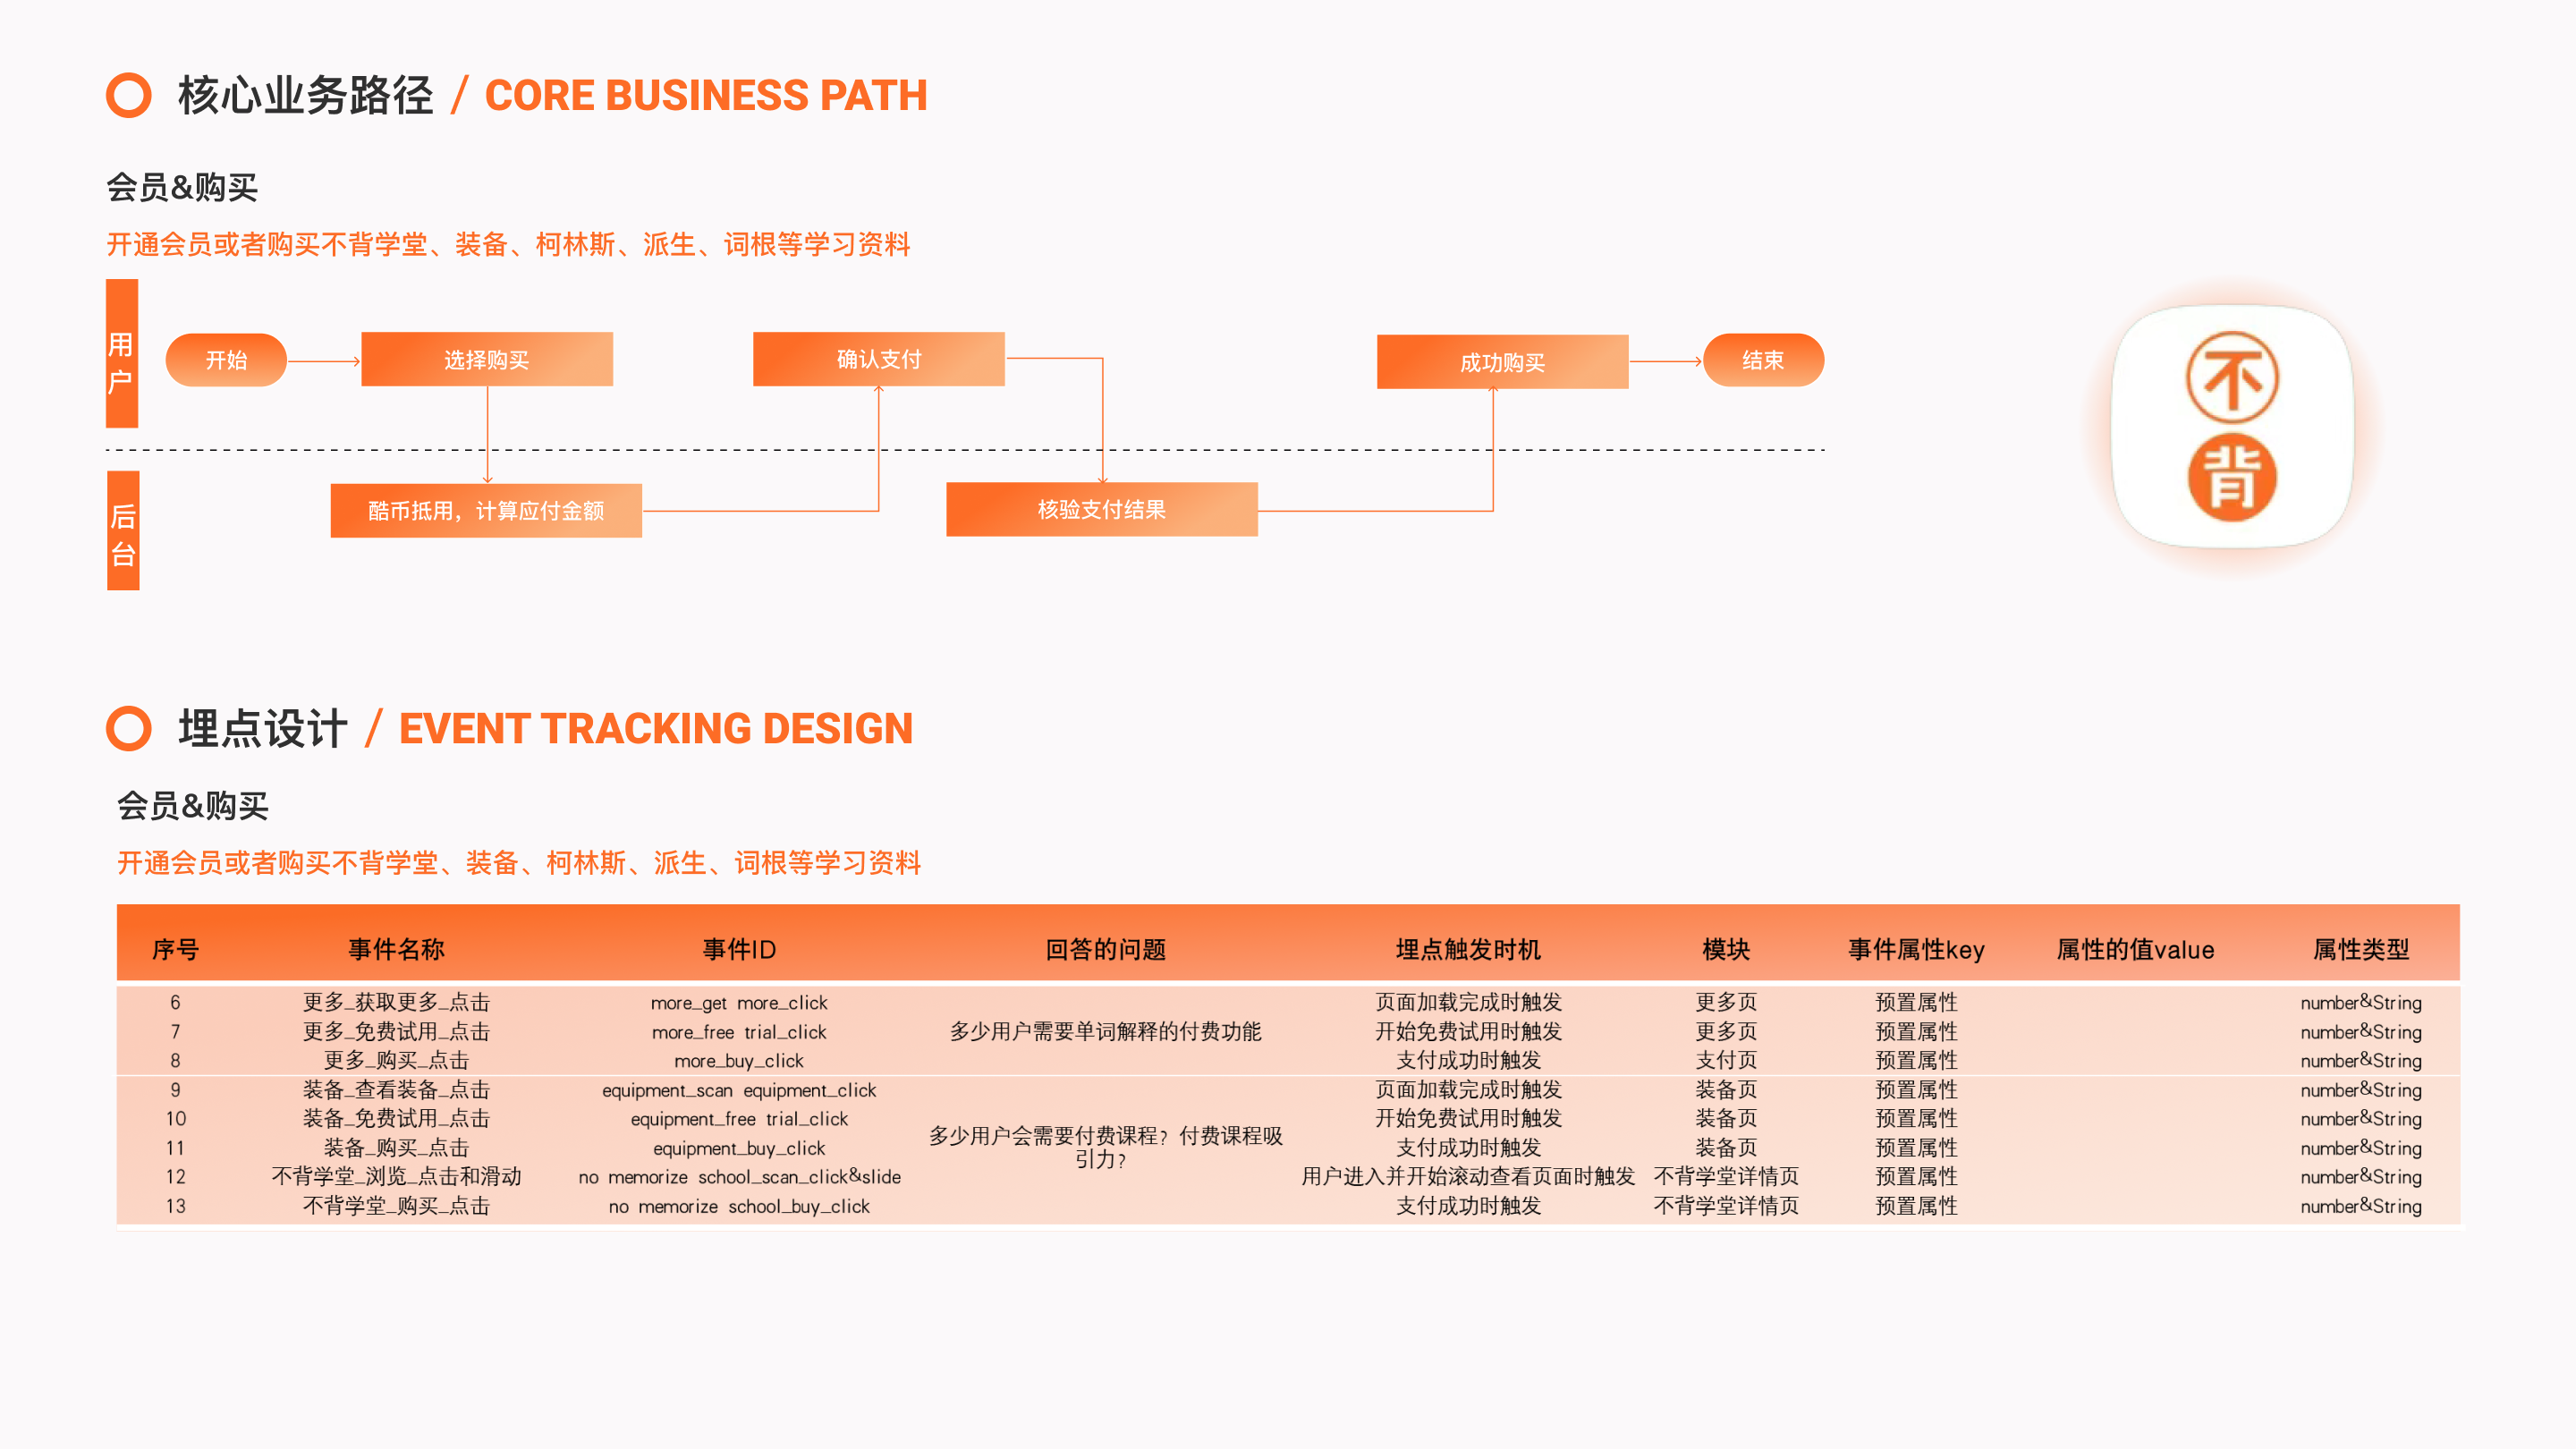 核心业务路径 / CORE BUSINESS PATH
会员&购买
开通会员或者购买不背学堂、装备、柯林斯、派生、词根等学习资料
用户
开始
选择购买
确认支付
成功购买
结束
后台
酷币抵用，计算应付金额
核验支付结果
不
背
埋点设计 / EVENT TRACKING DESIGN
会员&购买
开通会员或者购买不背学堂、装备、柯林斯、派生、词根等学习资料
序号 事件名称 事件ID 回答的问题 埋点触发时机 模块 事件属性key 属性的值value 属性类型
6 更多_获取更多_点击 more_get more_click 页面加载完成时触发 更多页 预置属性 number&String
7 更多_免费试用_点击 more_free trial_click 多少用户需要单词解释的付费功能 开始免费试用时触发 更多页 预置属性 number&String
8 更多_购买_点击 more_buy_click 支付成功时触发 支付页 预置属性 number&String
9 装备_查看装备_点击 equipment_scan equipment_click 页面加载完成时触发 装备页 预置属性 number&String
10 装备_免费试用_点击 equipment_free trial_click 开始免费试用时触发 装备页 预置属性 number&String
多少用户会需要付费课程？付费课程吸
11 装备_购买_点击 equipment_buy_click 支付成功时触发 装备页 预置属性 number&String
引力？
12 不背学堂_浏览_点击和滑动 no memorize school_scan_click&slide 用户进入并开始滚动查看页面时触发 不背学堂详情页 预置属性 number&String
13 不背学堂_购买_点击 no memorize school_buy_click 支付成功时触发 不背学堂详情页 预置属性 number&String